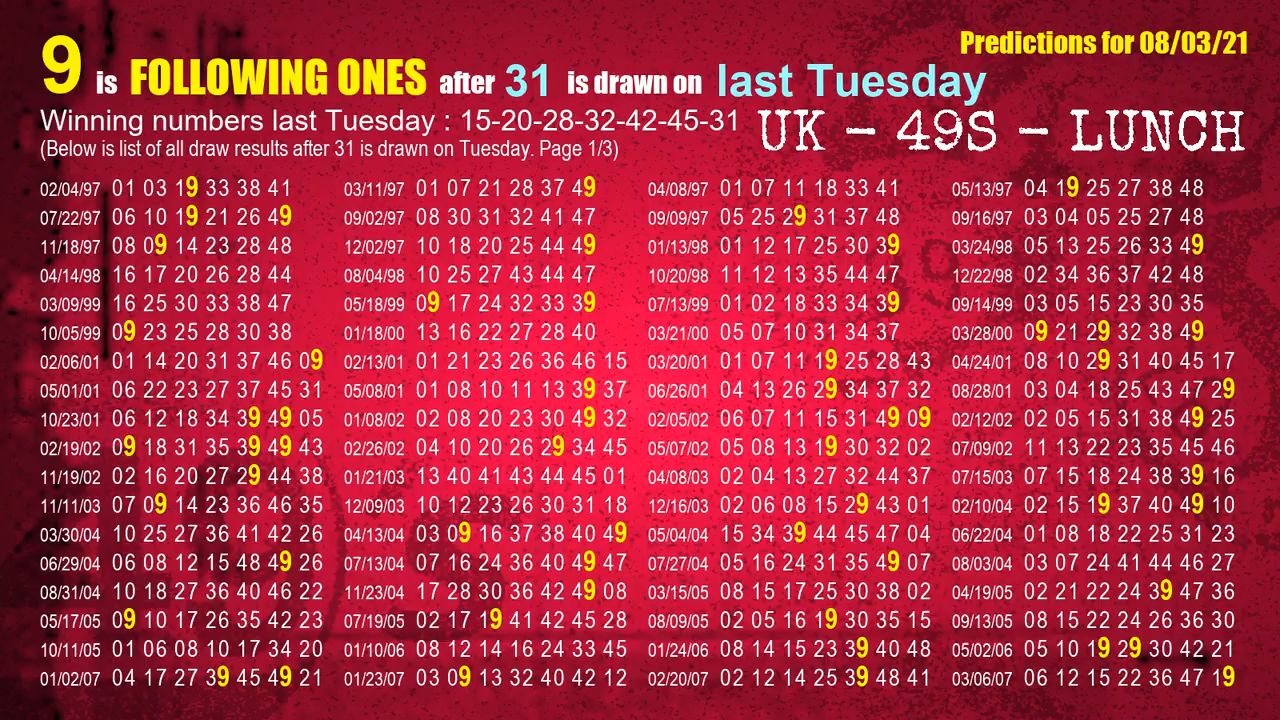 Predictions for 08/03/21
9 is FOLLOWING ONES after 31 is drawn on last Tuesday
Winning numbers last Tuesday : 15-20-28-32-42-45-31
UK - 49S - LUNCH
(Below is list of all draw results after 31 is drawn on Tuesday. Page 1/3)
02/04/97 01 03 19 33 38 41 03/11/97 01 07 21 28 37 49 04/08/97 01 07 11 18 33 41 05/13/97 04 19 25 27 38 48
07/22/97 06 10 19 21 26 49 09/02/97 08 30 31 32 41 47 09/09/97 05 25 29 31 37 48 09/16/97 03 04 05 25 27 48
11/18/97 08 09 14 23 28 48 12/02/97 10 18 20 25 44 49 01/13/98 01 12 17 25 30 39 03/24/98 05 13 25 26 33 49
04/14/98 16 17 20 26 28 44 08/04/98 10 25 27 43 44 47 10/20/98 11 12 13 35 44 47 12/22/98 02 34 36 37 42 48
03/09/99 16 25 30 33 38 47 05/18/99 09 17 24 32 33 39 07/13/99 01 02 18 33 34 39 09/14/99 03 05 15 23 30 35
10/05/99 09 23 25 28 30 38 01/18/00 13 16 22 27 28 40 03/21/00 05 07 10 31 34 37 03/28/00 09 21 29 32 38 49
02/06/01 01 14 20 31 37 46 09 02/13/01 01 21 23 26 36 46 15 03/20/01 01 07 11 19 25 28 43 04/24/01 08 10 29 31 40 45 17
05/01/01 06 22 23 27 37 45 31 05/08/01 01 08 10 11 13 39 37 06/26/01 04 13 26 29 34 37 32 08/28/01 03 04 18 25 43 47 29
10/23/01 06 12 18 34 39 49 05 01/08/02 02 08 20 23 30 49 32 02/05/02 06 07 11 15 31 49 09 02/12/02 02 05 15 31 38 49 25
02/19/02 09 18 31 35 39 49 43 02/26/02 04 10 20 26 29 34 45 05/07/02 05 08 13 19 30 32 02 07/09/02 11 13 22 23 35 45 46
11/19/02 02 16 20 27 29 44 38 01/21/03 13 40 41 43 44 45 01 04/08/03 02 04 13 27 32 44 37 07/15/03 07 15 18 24 38 39 16
11/11/03 07 09 14 23 36 46 35 12/09/03 10 12 23 26 30 31 18 12/16/03 02 06 08 15 29 43 01 02/10/04 02 15 19 37 40 49 10
03/30/04 10 25 27 36 41 42 26 04/13/04 03 09 16 37 38 40 49 05/04/04 15 34 39 44 45 47 04 06/22/04 01 08 18 22 25 31 23
06/29/04 06 08 12 15 48 49 26 07/13/04 07 16 24 36 40 49 47 07/27/04 05 16 24 31 35 49 07 08/03/04 03 07 24 41 44 46 27
08/31/04 10 18 27 36 40 46 22 11/23/04 17 28 30 36 42 49 08 03/15/05 08 15 17 25 30 38 02 04/19/05 02 21 22 24 39 47 36
05/17/05 09 10 17 26 35 42 23 07/19/05 02 17 19 41 42 45 28 08/09/05 02 05 16 19 30 35 15 09/13/05 08 15 22 24 26 36 30
10/11/05 01 06 08 10 17 34 20 01/10/06 08 12 14 16 24 33 45 01/24/06 08 14 15 23 39 40 48 05/02/06 05 10 19 29 30 42 21
01/02/07 04 17 27 39 45 49 21 01/23/07 03 09 13 32 40 42 12 02/20/07 02 12 14 25 39 48 41 03/06/07 06 12 15 22 36 47 19